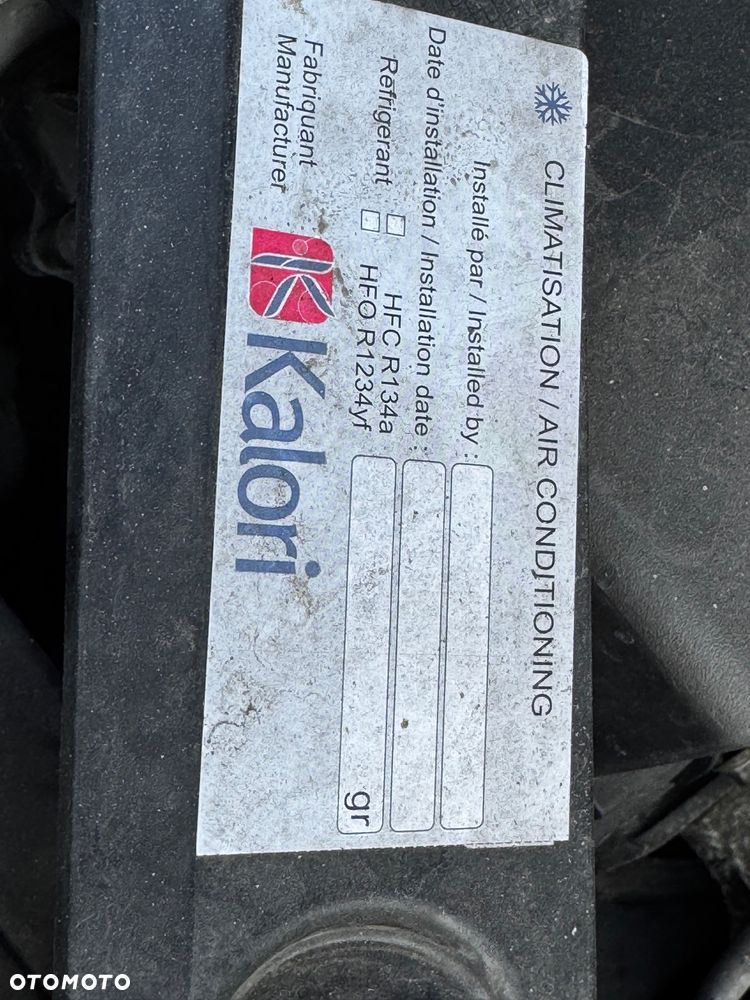 CLIMATISATION / AIR CONDITIONING
Installé par / Installed by :
Date d'installation / Installation date :
Refrigerant HFC R134a
HFO R1234yf gr
Fabriquant
Manufacturer
Kalori
OTOMOTO